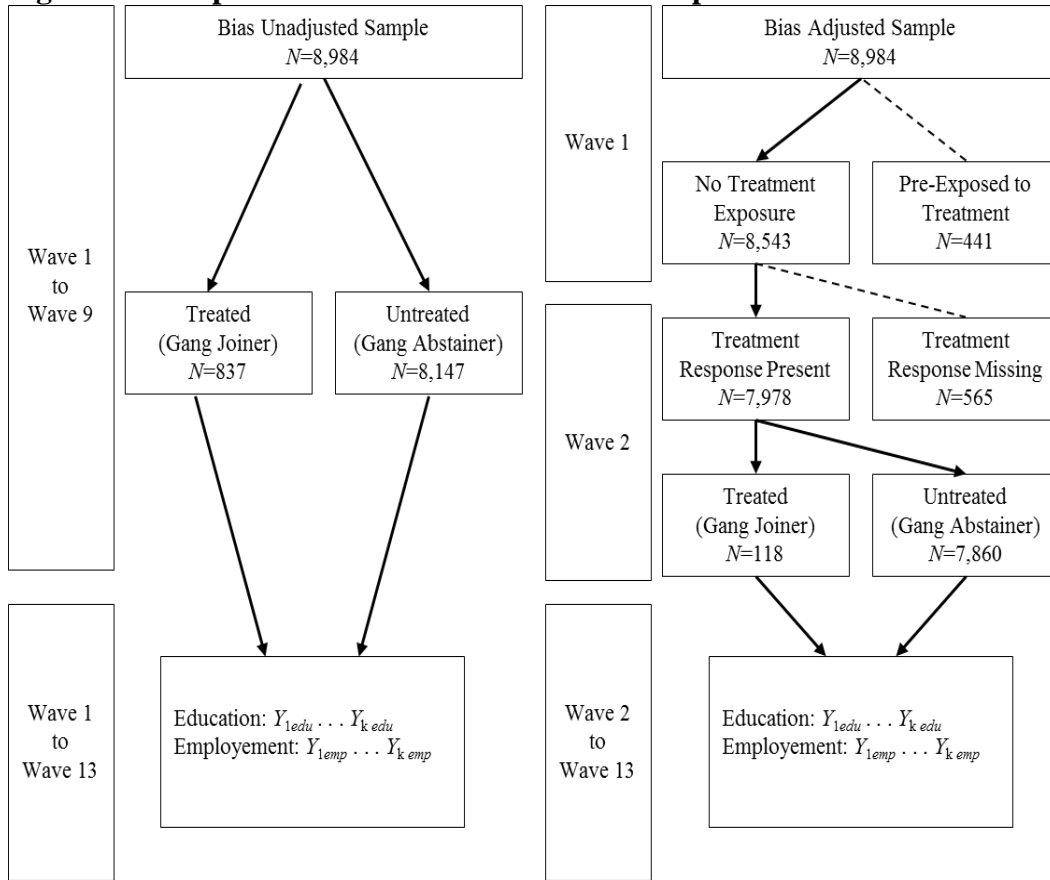 Bias Unadjusted Sample
N=8,984
Wave 1
to
Wave 9
Treated
(Gang Joiner)
N=837
Untreated
(Gang Abstainer)
N=8,147
Wave 1
to
Wave 13
Education: Y1edu . . . Yk edu
Employement: Y1emp . . . Yk emp
Bias Adjusted Sample
N=8,984
Wave 1
No Treatment
Exposure
N=8,543
Pre-Exposed to
Treatment
N=441
Wave 2
Treatment
Response Present
N=7,978
Treatment
Response Missing
N=565
Treated
(Gang Joiner)
N=118
Untreated
(Gang Abstainer)
N=7,860
Wave 2
to
Wave 13
Education: Y1edu . . . Yk edu
Employement: Y1emp . . . Yk emp